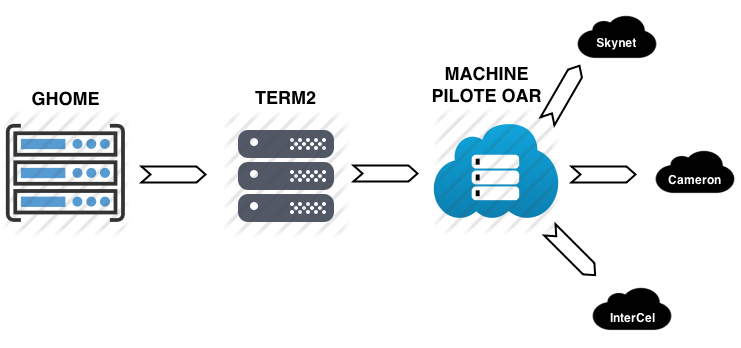 GHOME
TERM2
MACHINE
PILOTE OAR
Skynet
Cameron
InterCel